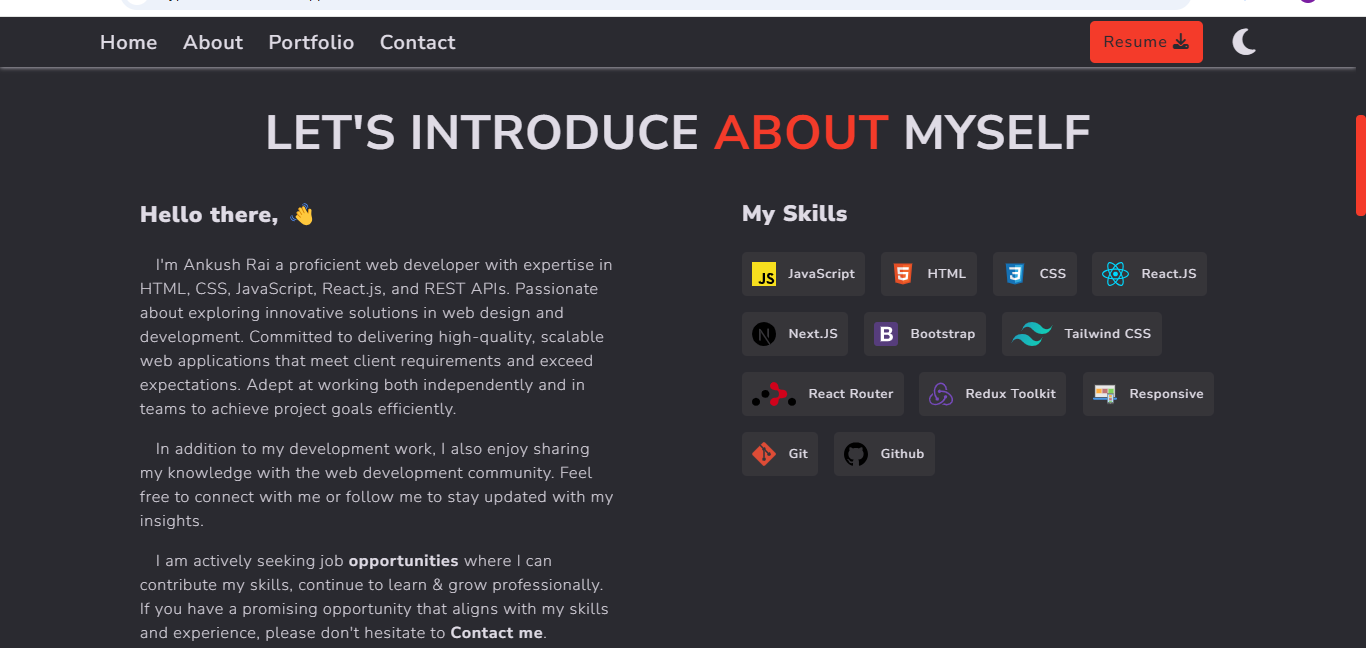 Home About Portfolio Contact Resume
LET'S INTRODUCE ABOUT MYSELF
Hello there,
I'm Ankush Rai a proficient web developer with expertise in
HTML, CSS, JavaScript, React.js, and REST APIs. Passionate
about exploring innovative solutions in web design and
development. Committed to delivering high-quality, scalable
web applications that meet client requirements and exceed
expectations. Adept at working both independently and in
teams to achieve project goals efficiently.
In addition to my development work, I also enjoy sharing
my knowledge with the web development community. Feel
free to connect with me or follow me to stay updated with my
insights.
I am actively seeking job opportunities where I can
contribute my skills, continue to learn & grow professionally.
If you have a promising opportunity that aligns with my skills
and experience, please don't hesitate to Contact me.
My Skills
JS JavaScript 5 HTML 3 CSS React.JS
N Next.JS B Bootstrap Tailwind CSS
React Router Redux Toolkit Responsive
Git Github